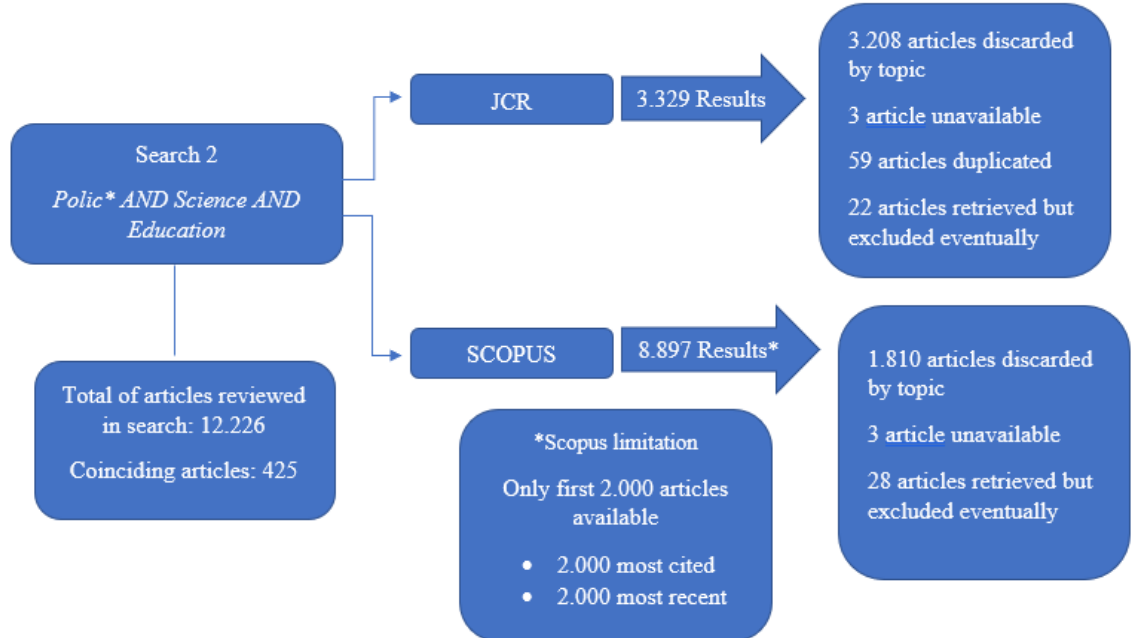 Search 2
Polic* AND Science AND
Education
JCR
3.329 Results
3.208 articles discarded
by topic
3 article unavailable
59 articles duplicated
22 articles retrieved but
excluded eventually
SCOPUS
8.897 Results*
1.810 articles discarded
by topic
3 article unavailable
28 articles retrieved but
excluded eventually
Total of articles reviewed
in search: 12.226
Coinciding articles: 425
*Scopus limitation
Only first 2.000 articles
available
• 2.000 most cited
• 2.000 most recent